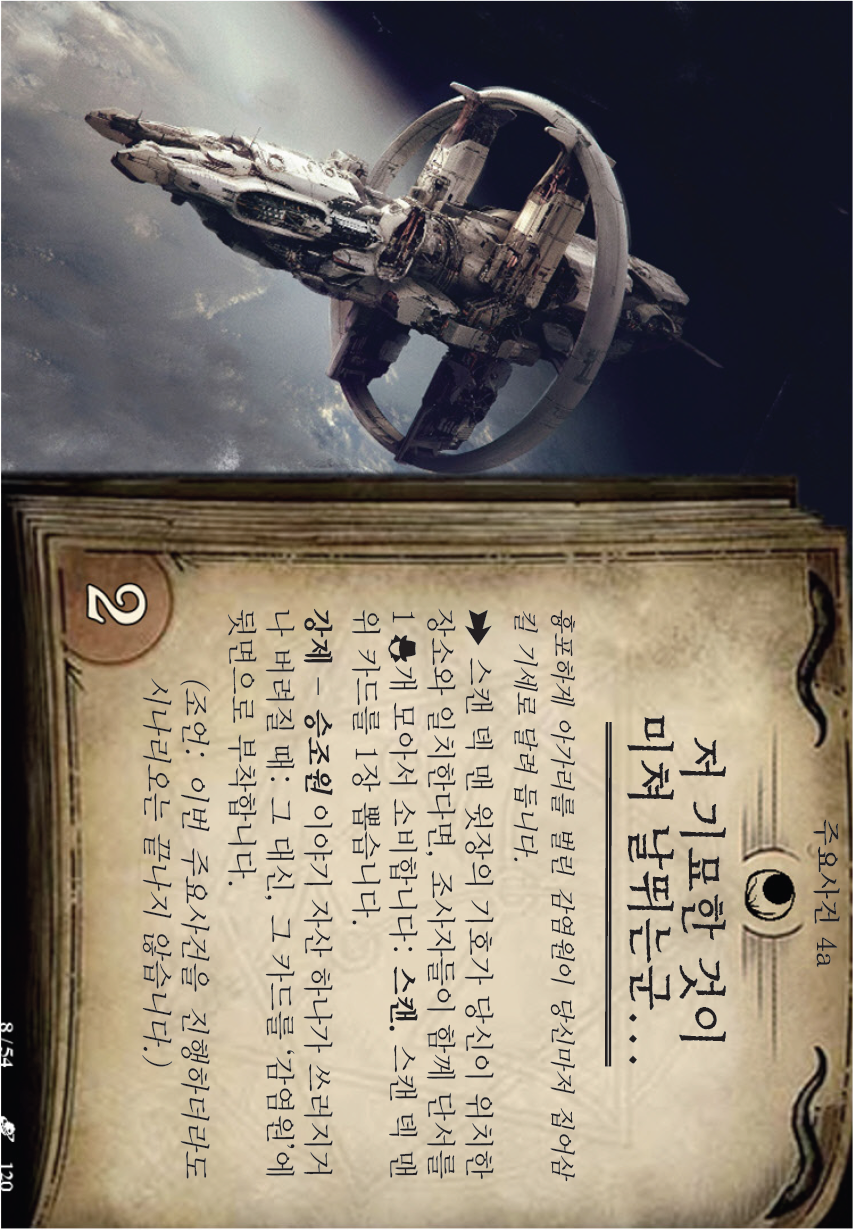 주요사건 4a
저 기묘한 것이
미쳐 날뛰는군...
흉포하게 아가리를 벌린 감염원이 당신마저 집어삼
킬 기세로 달려 듭니다.
스캔 덱 맨 윗장의 기호가 당신이 위치한
장소와 일치한다면, 조사자들이 함께 단서를
1 개 모아서 소비합니다: 스캔. 스캔 덱 맨
위 카드를 1장 뽑습니다.
강제 – 승조원 이야기 자산 하나가 쓰러지거
나 버려질 때: 그 대신, 그 카드를 '감염원'에
뒷면으로 부착합니다.
(조언: 이번 주요사건을 진행하더라도
시나리오는 끝나지 않습니다.)
2
8 / 54 120